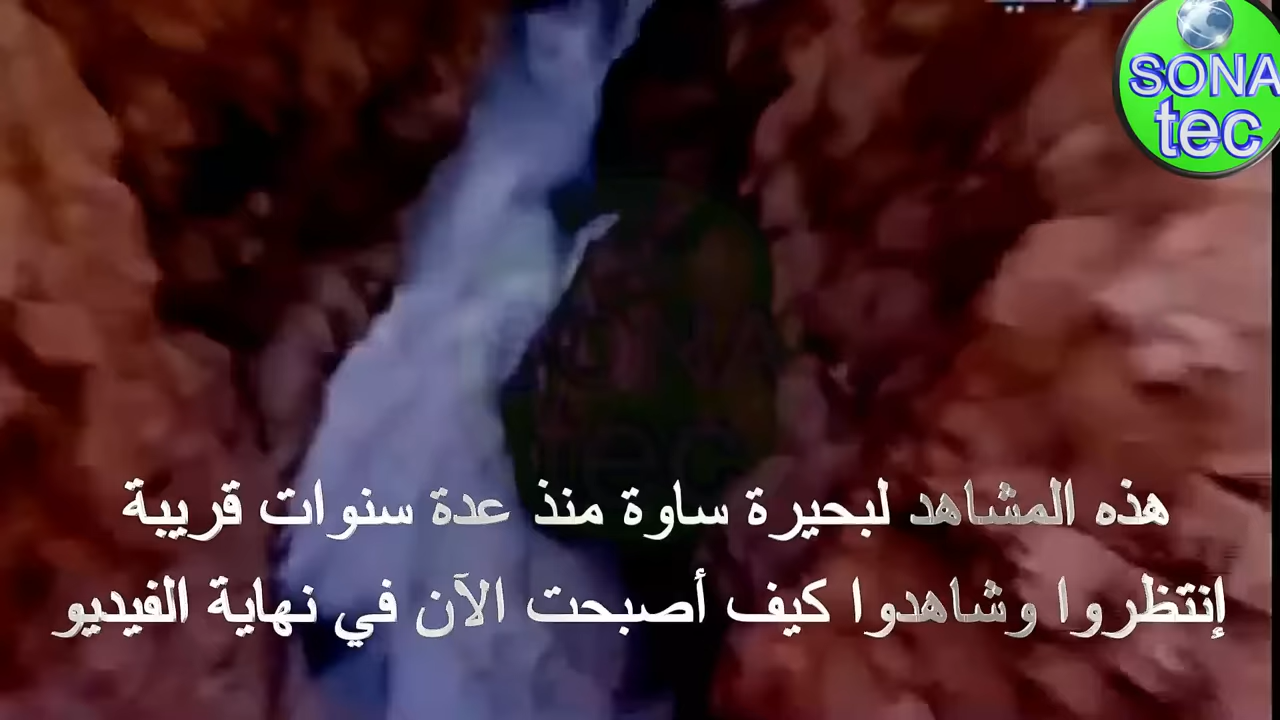 SONA
tec
هذه المشاهد لبحيرة ساوة منذ عدة سنوات قريبة
إنتظروا وشاهدوا كيف أصبحت الآن في نهاية الفيديو